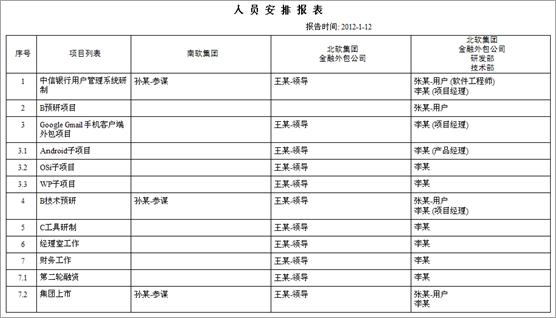 人 员 安 排 报 表
报告时间: 2012-1-12
序号 项目列表 南软集团 北软集团 金融外包公司 北软集团 金融外包公司 研发部 技术部
1 中信银行用户管理系统研制 孙某-参谋 王某-领导 张某-用户 (软件工程师) 李某 (项目经理)
2 B预研项目 张某-用户
3 Google Gmail手机客户端外包项目 王某-领导 李某 (项目经理)
3.1 Android子项目 王某-领导 李某 (产品经理)
3.2 OSi子项目 王某-领导 李某
3.3 WP子项目 王某-领导 李某
4 B技术预研 孙某-参谋 王某-领导 张某-用户 李某 (项目经理)
5 C工具研制 王某-领导 李某
6 经理室工作 王某-领导 李某
7 财务工作 王某-领导 李某
7.1 第二轮融资 王某-领导 李某
7.2 集团上市 孙某-参谋 王某-领导 张某-用户 李某